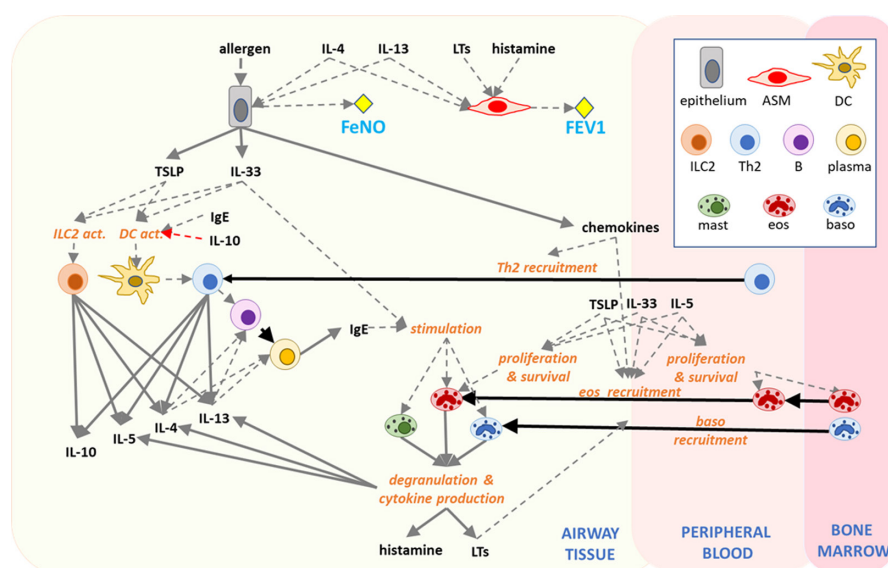 allergen
IL-4
IL-13
LTs
histamine
FeNO
FEV1
epithelium
ASM
DC
ILC2
Th2
B
plasma
mast
eos
baso
TSLP
IL-33
IgE
IL-10
ILC2 act.
DC act.
chemokines
Th2 recruitment
TSLP
IL-33
IL-5
IgE
stimulation
proliferation
& survival
proliferation
& survival
eos recruitment
baso
recruitment
IL-10
IL-5
IL-4
IL-13
degranulation &
cytokine production
histamine
LTs
AIRWAY
TISSUE
PERIPHERAL
BLOOD
BONE
MARROW